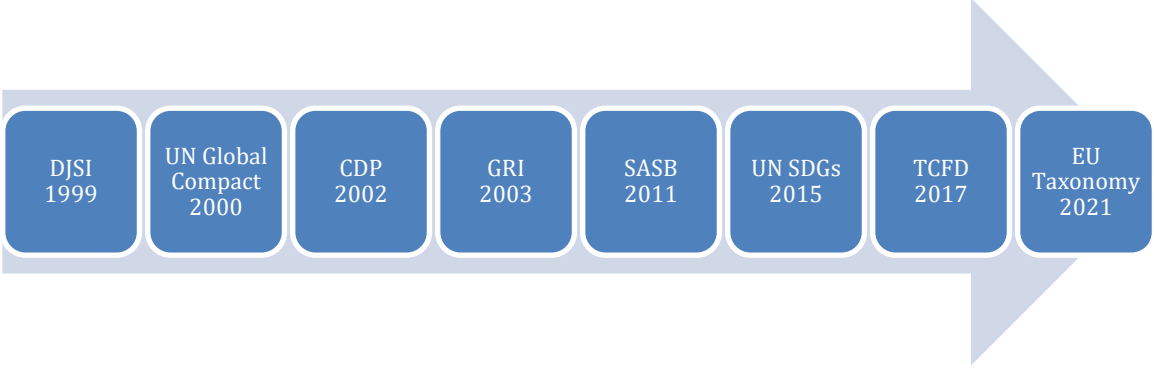 DJSI
1999
UN Global
Compact
2000
CDP
2002
GRI
2003
SASB
2011
UN SDGs
2015
TCFD
2017
EU
Taxonomy
2021